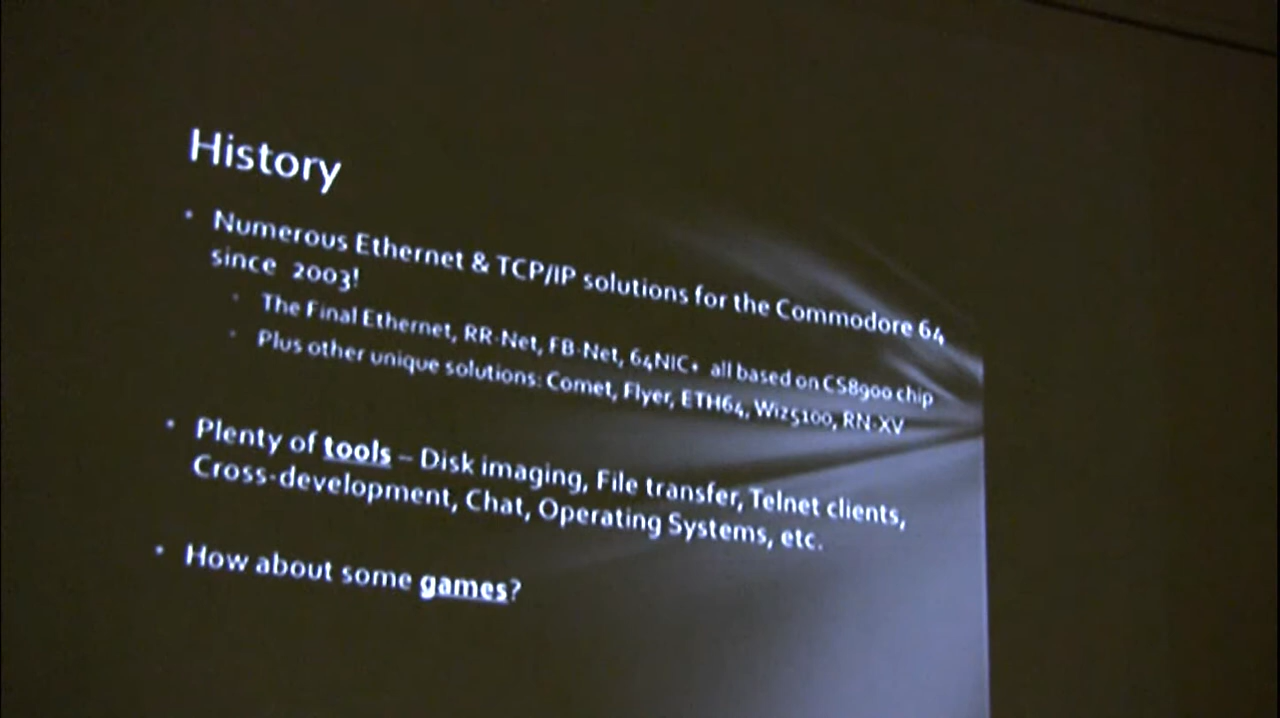 History
• Numerous Ethernet & TCP/IP solutions for the Commodore 64
since 2003!
• The Final Ethernet, RR-Net, FB-Net, 64NIC+ all based on CS8900 chip
• Plus other unique solutions: Comet, Flyer, ETH64, Wiz5100, RN-XV
• Plenty of tools – Disk imaging, File transfer, Telnet clients,
Cross-development, Chat, Operating Systems, etc.
• How about some games?